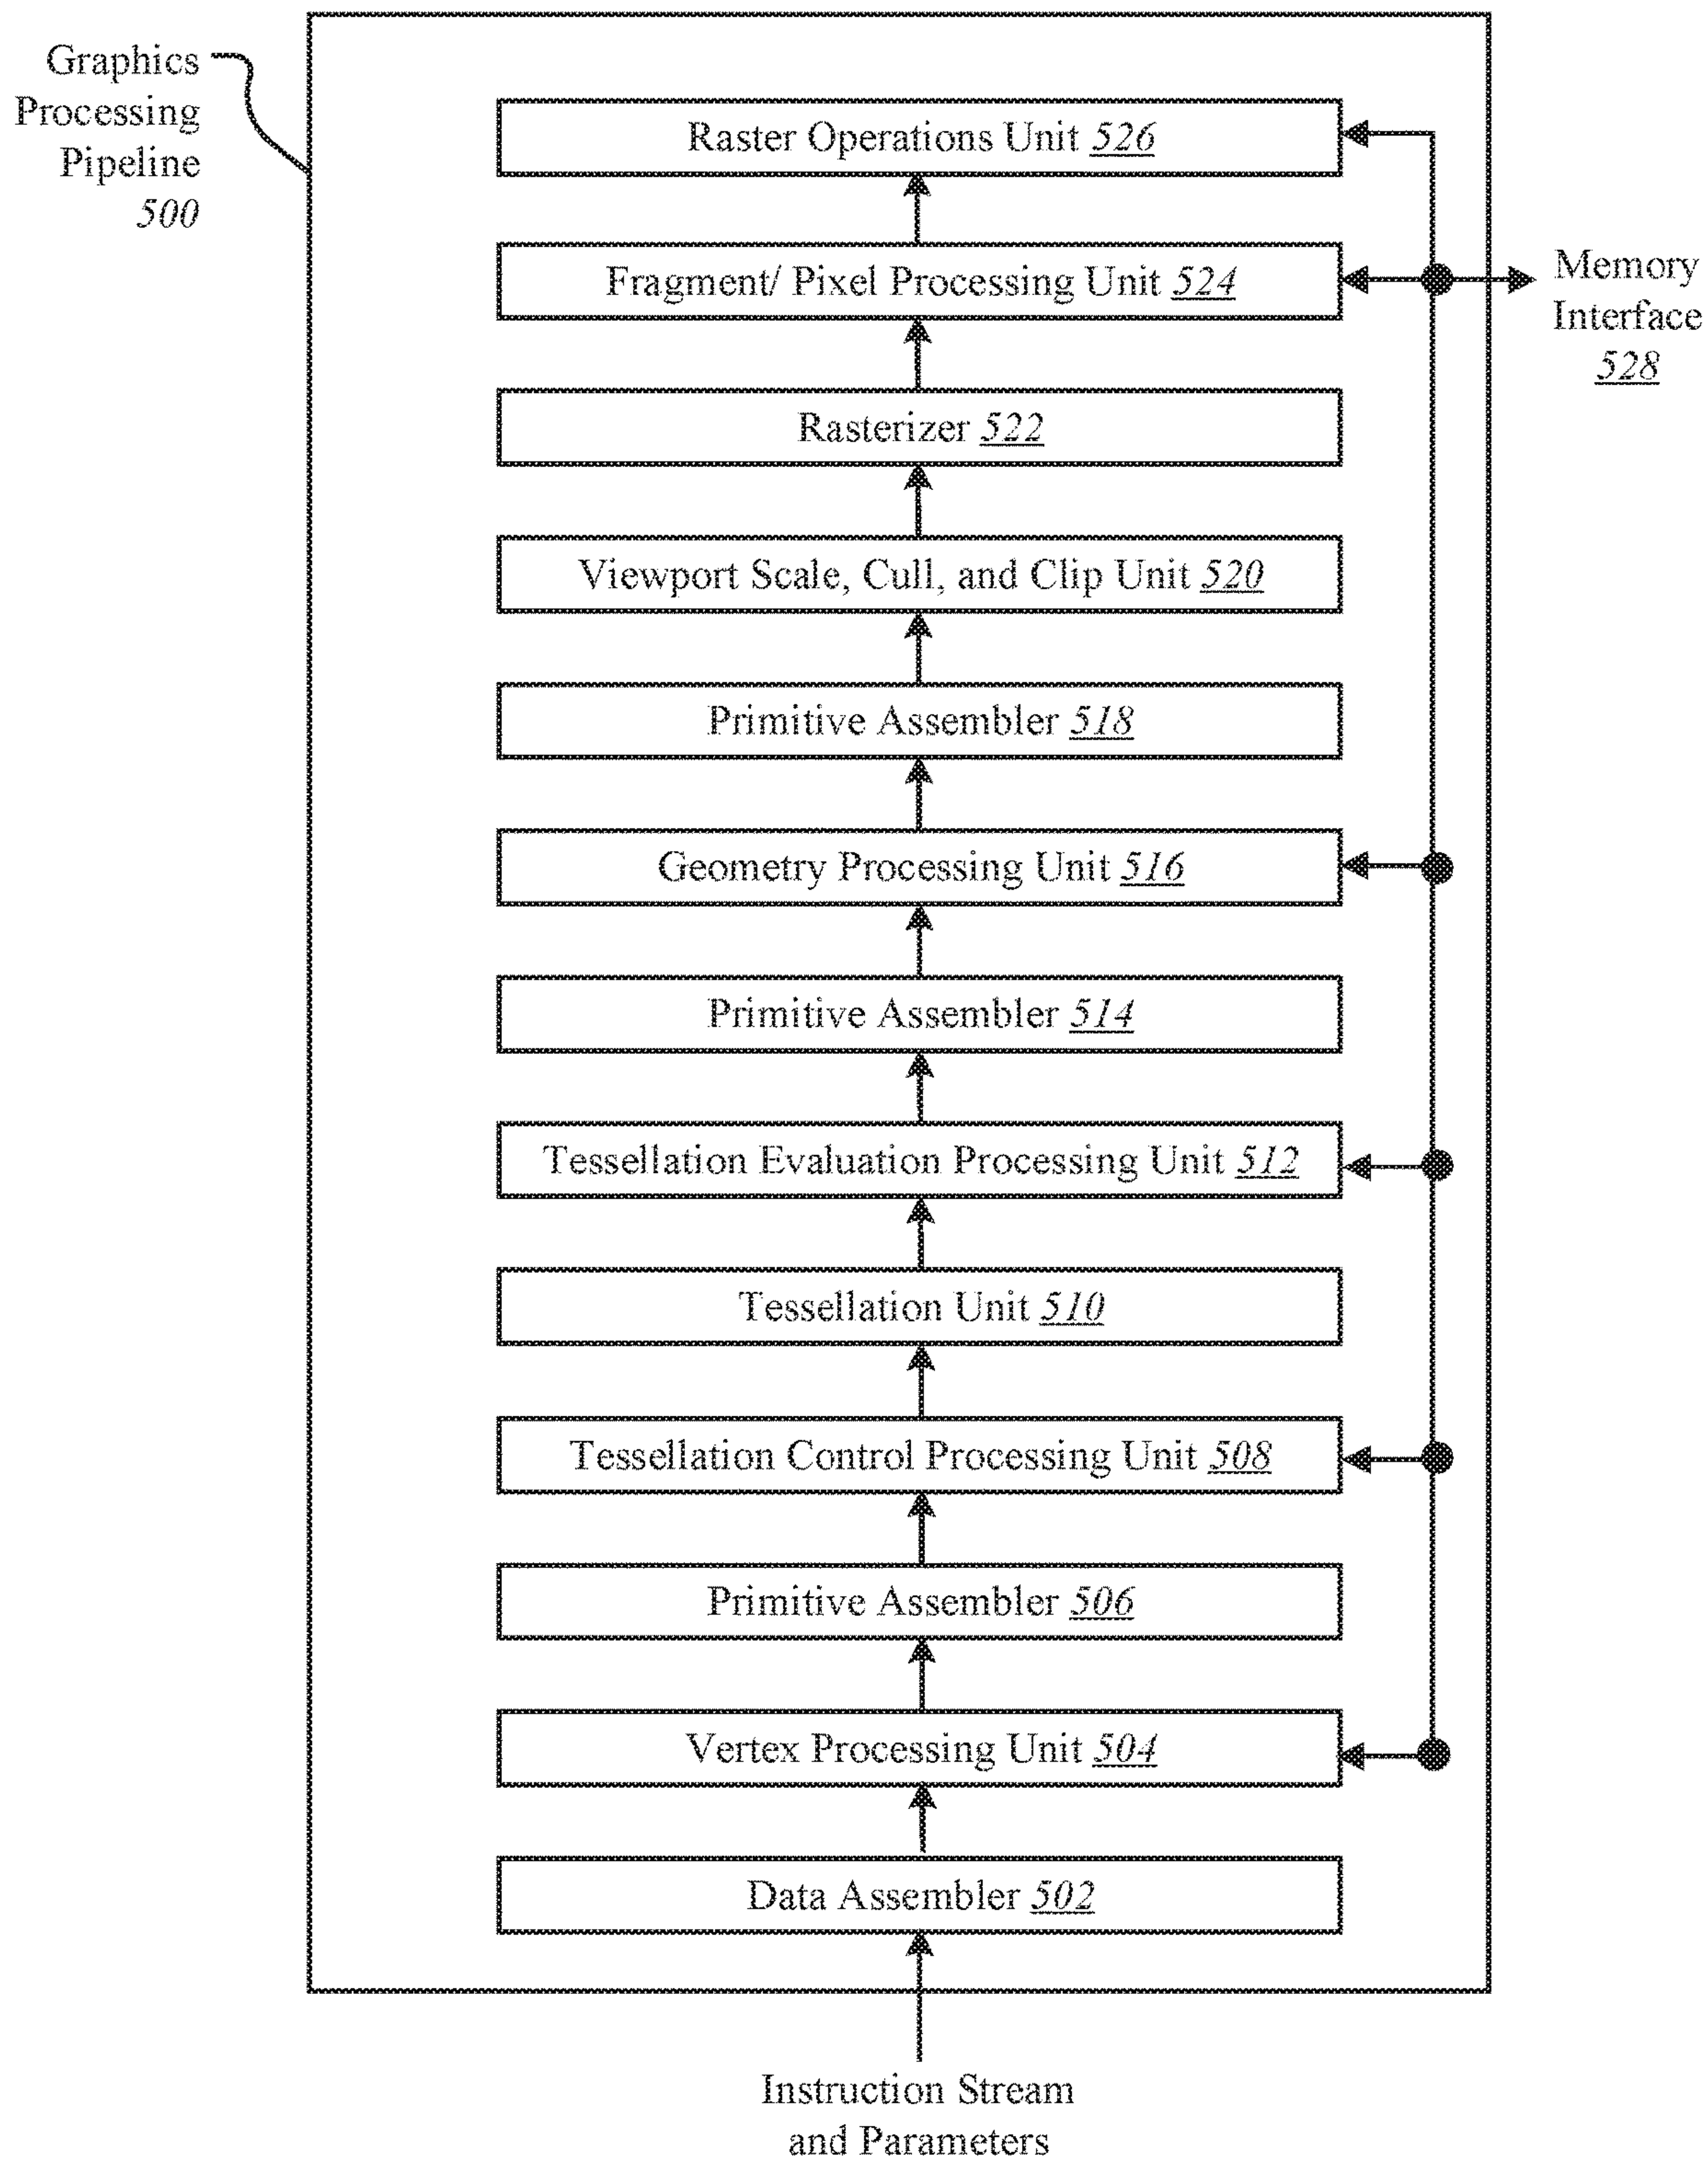 Graphics
Processing
Pipeline
500
Raster Operations Unit 526
Fragment/ Pixel Processing Unit 524
Memory
Interface
528
Rasterizer 522
Viewport Scale, Cull, and Clip Unit 520
Primitive Assembler 518
Geometry Processing Unit 516
Primitive Assembler 514
Tessellation Evaluation Processing Unit 512
Tessellation Unit 510
Tessellation Control Processing Unit 508
Primitive Assembler 506
Vertex Processing Unit 504
Data Assembler 502
Instruction Stream
and Parameters